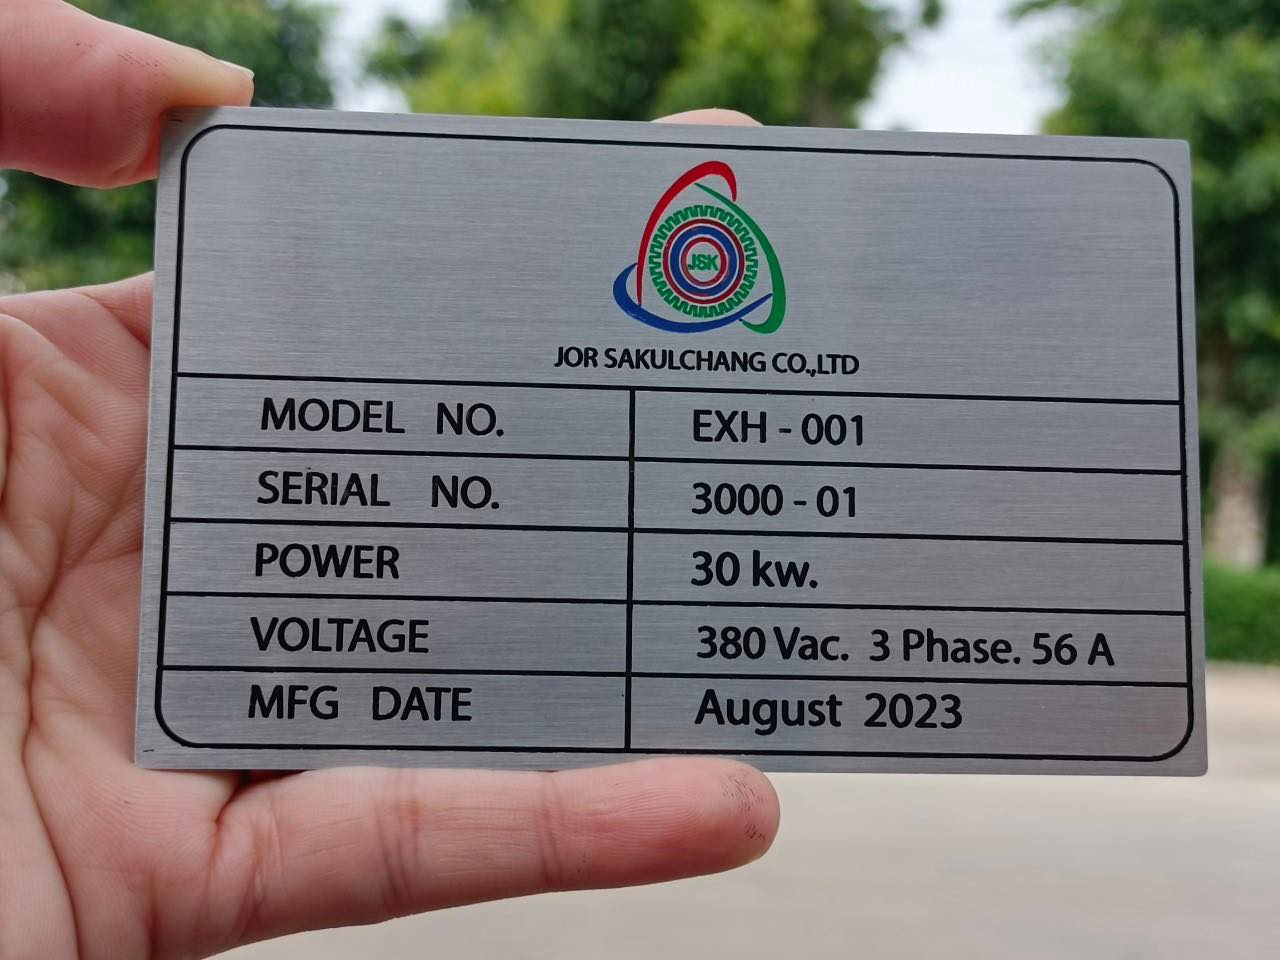 JSK
JOR SAKULCHANG CO.,LTD
MODEL NO. EXH - 001
SERIAL NO. 3000 - 01
POWER 30 kw.
VOLTAGE 380 Vac. 3 Phase. 56 A
MFG DATE August 2023